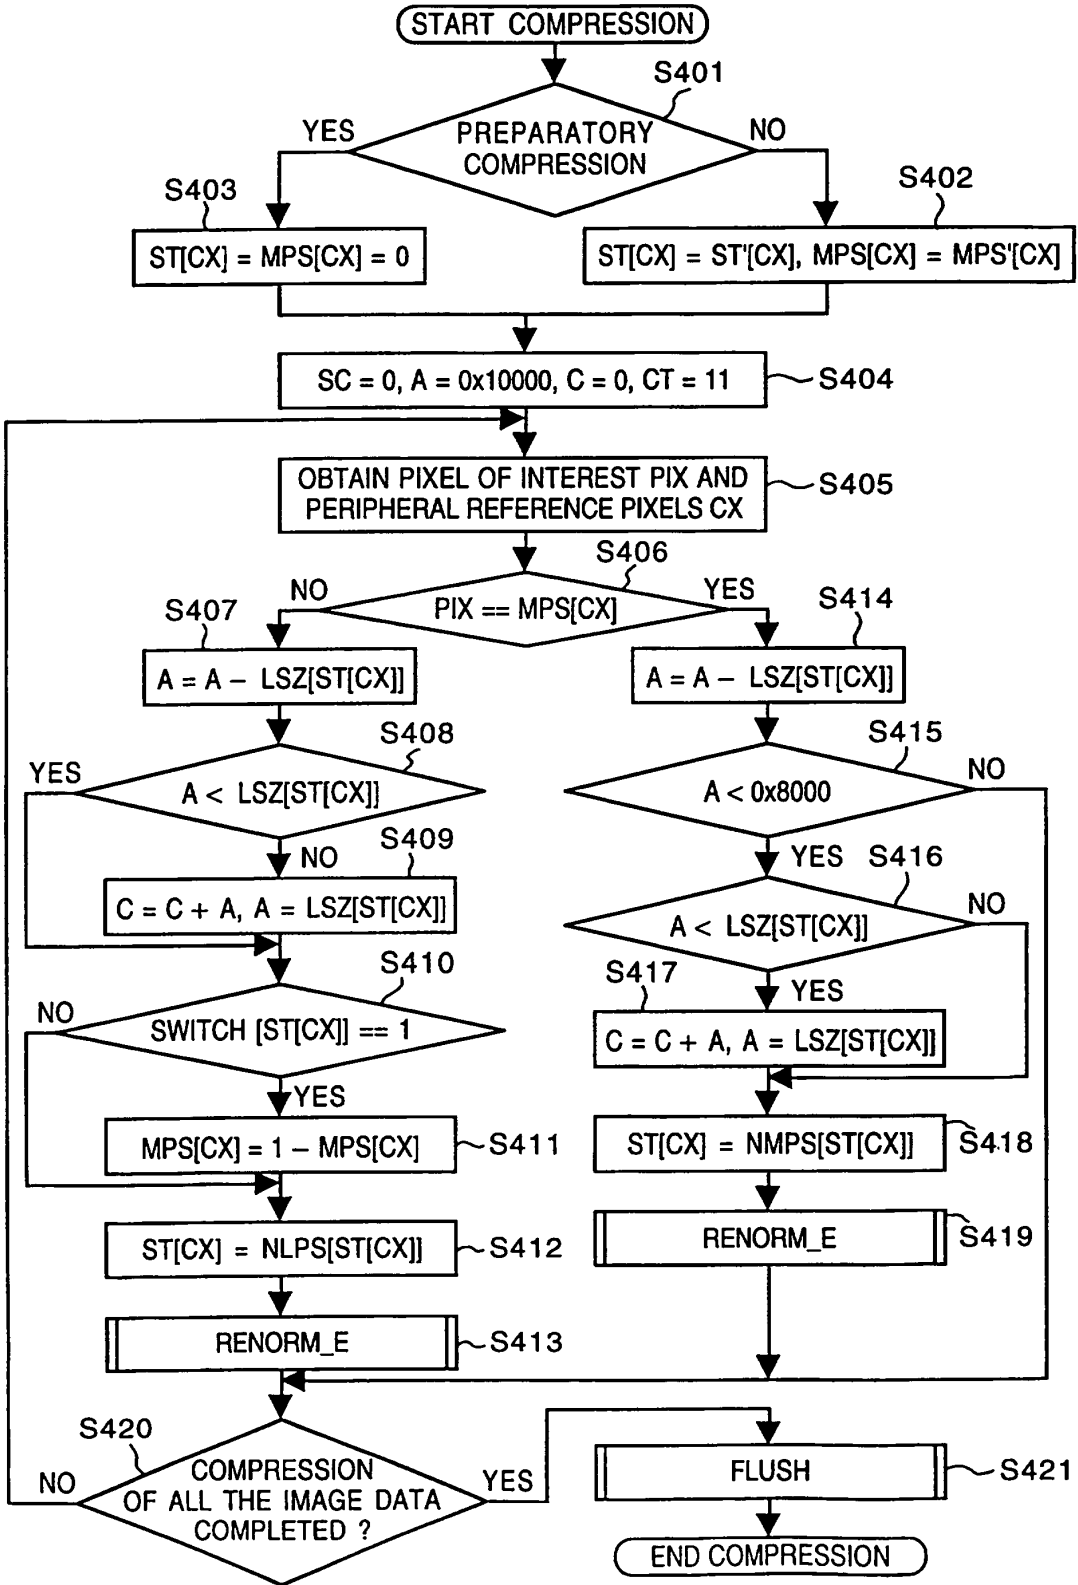 START COMPRESSION
S401
YES
PREPARATORY
COMPRESSION
NO
S403
S402
ST[CX] = MPS[CX] = 0
ST[CX] = ST'[CX], MPS[CX] = MPS'[CX]
SC = 0, A = 0x10000, C = 0, CT = 11
S404
OBTAIN PIXEL OF INTEREST PIX AND
PERIPHERAL REFERENCE PIXELS CX
S405
S406
NO
PIX == MPS[CX]
YES
S407
S414
A = A – LSZ[ST[CX]]
A = A – LSZ[ST[CX]]
S408
S415
YES
A < LSZ[ST[CX]]
A < 0x8000
NO
S409
NO
YES
S416
C = C + A, A = LSZ[ST[CX]]
A < LSZ[ST[CX]]
NO
S410
S417
YES
NO
SWITCH [ST[CX]] == 1
C = C + A, A = LSZ[ST[CX]]
YES
MPS[CX] = 1 – MPS[CX]
S411
ST[CX] = NMPS[ST[CX]]
S418
ST[CX] = NLPS[ST[CX]]
S412
RENORM_E
S419
RENORM_E
S413
S420
NO
COMPRESSION
OF ALL THE IMAGE DATA
COMPLETED ?
YES
FLUSH
S421
END COMPRESSION